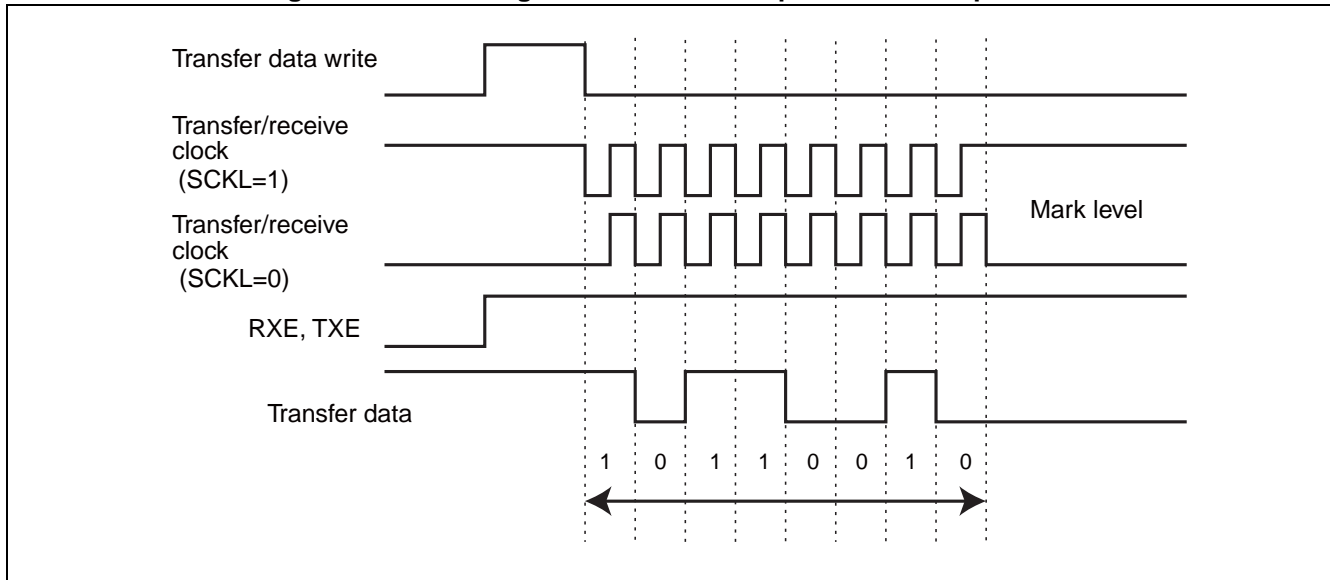 Transfer data write
Transfer/receive
clock
(SCKL=1)
Transfer/receive
clock
(SCKL=0)
Mark level
RXE, TXE
Transfer data
1 0 1 1 0 0 1 0